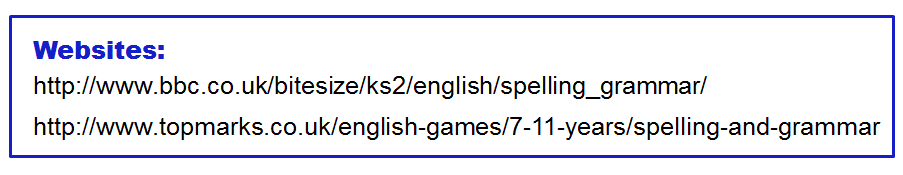 Websites:
http://www.bbc.co.uk/bitesize/ks2/english/spelling_grammar/
http://www.topmarks.co.uk/english-games/7-11-years/spelling-and-grammar